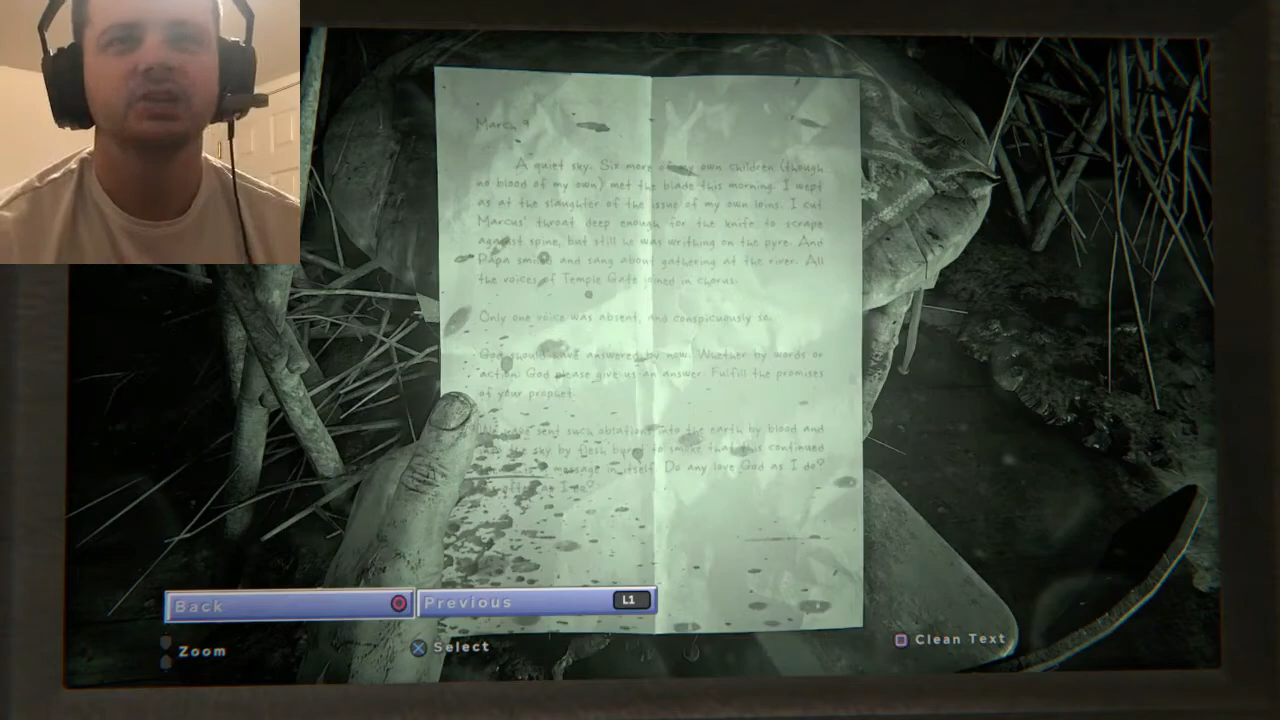 March 9
A quiet sky. Six more of my own children (though
no blood of my own) met the blade this morning. I wept
as at the slaughter of the issue of my own loins. I cut
Marcus' throat deep enough for the knife to scrape
against spine, but still he was writhing on the pyre. And
Papa smiled and sang about gathering at the river. All
the voices of Temple Gate joined in chorus.
Only one voice was absent, and conspicuously so.
God should have answered by now. Whether by words or
action. God please give us an answer. Fulfill the promises
of your prophet.
We have sent such oblations into the earth by blood and
the sky by flesh to smoke that this continued
message in itself. Do any love God as I do?
as I do?
Back
Previous L1
Zoom
Select
Clean Text